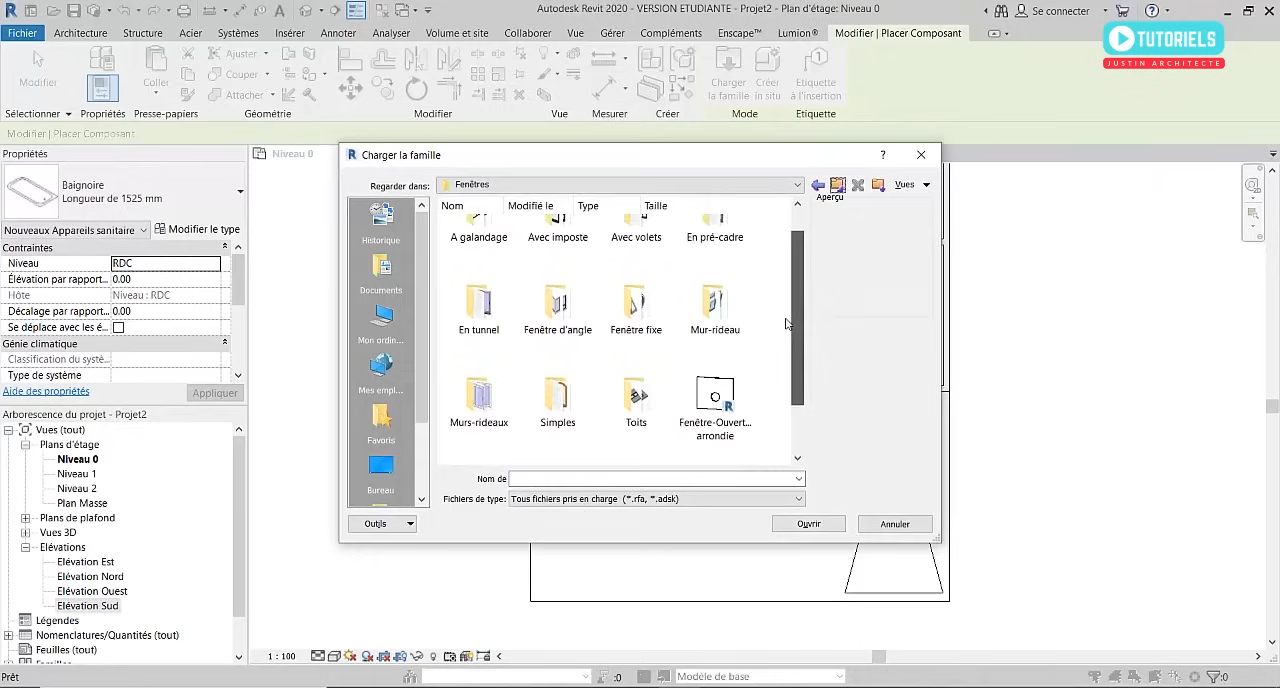 Autodesk Revit 2020 - VERSION ETUDIANTE - Projet2 - Plan d'étage: Niveau 0
Se connecter
Fichier Architecture Structure Acier Systèmes Insérer Annoter Analyser Volume et site Collaborer Vue Gérer Compléments Enscape™ Lumion® Modifier | Placer Composant
TUTORIELS
JUSTIN ARCHITECTE
Modifier
Coller
Ajuster
Couper
Attacher
Charger
la famille
Créer
in situ
Etiquette
à l'insertion
Sélectionner Propriétés Presse-papiers Géométrie Modifier Vue Mesurer Créer Mode Etiquette
Modifier | Placer Composant
Propriétés
Baignoire
Longueur de 1525 mm
Nouveaux Appareils sanitaire
Modifier le type
Contraintes
Niveau RDC
Élévation par rapport... 0.00
Hôte Niveau : RDC
Décalage par rapport... 0.00
Se déplace avec les é...
Génie climatique
Classification du systè...
Type de système
Aide des propriétés
Appliquer
Arborescence du projet - Projet2
Vues (tout)
Plans d'étage
Niveau 0
Niveau 1
Niveau 2
Plan Masse
Plans de plafond
Vues 3D
Elévations
Elévation Est
Elévation Nord
Elévation Ouest
Elévation Sud
Légendes
Nomenclatures/Quantités (tout)
Feuilles (tout)
Niveau 0
R Charger la famille
?
Regarder dans: Fenêtres
Vues
Nom Modifié le Type Taille
Aperçu
Historique
Documents
Mon ordin...
Mes empl...
Favoris
Bureau
A galandage Avec imposte Avec volets En pré-cadre
En tunnel Fenêtre d'angle Fenêtre fixe Mur-rideau
Murs-rideaux Simples Toits Fenêtre-Ouvert...
arrondie
Nom de
Fichiers de type: Tous fichiers pris en charge (*.rfa, *.adsk)
Outils
Ouvrir
Annuler
1 : 100
Prêt
:0
Modèle de base
:0